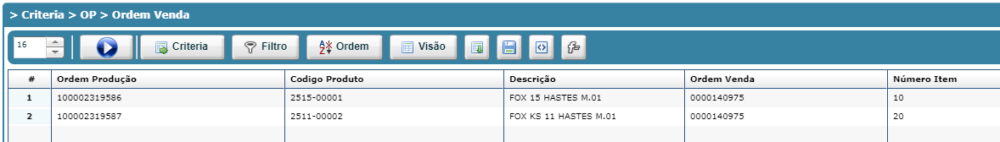 > Criteria > OP > Ordem Venda
16 Criteria Filtro Ordem Visão
# Ordem Produção Codigo Produto Descrição Ordem Venda Número Item
1 100002319586 2515-00001 FOX 15 HASTES M.01 0000140975 10
2 100002319587 2511-00002 FOX KS 11 HASTES M.01 0000140975 20